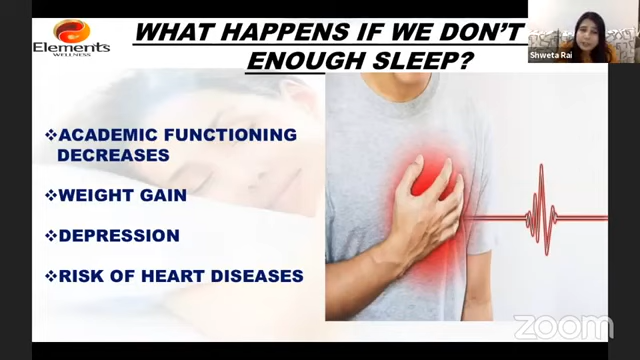 Elements
WELLNESS
WHAT HAPPENS IF WE DON'T
ENOUGH SLEEP?
Shweta Rai
❖ACADEMIC FUNCTIONING
DECREASES
❖WEIGHT GAIN
❖DEPRESSION
❖RISK OF HEART DISEASES
zoom